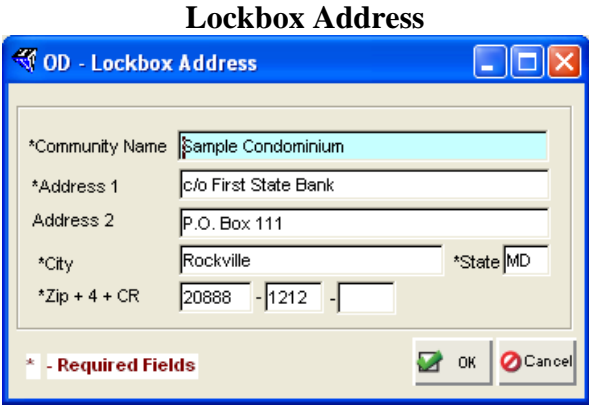 Lockbox Address
OD - Lockbox Address
*Community Name Sample Condominium
*Address 1 c/o First State Bank
Address 2 P.O. Box 111
*City Rockville *State MD
*Zip + 4 + CR 20888 - 1212 -
* - Required Fields OK Cancel